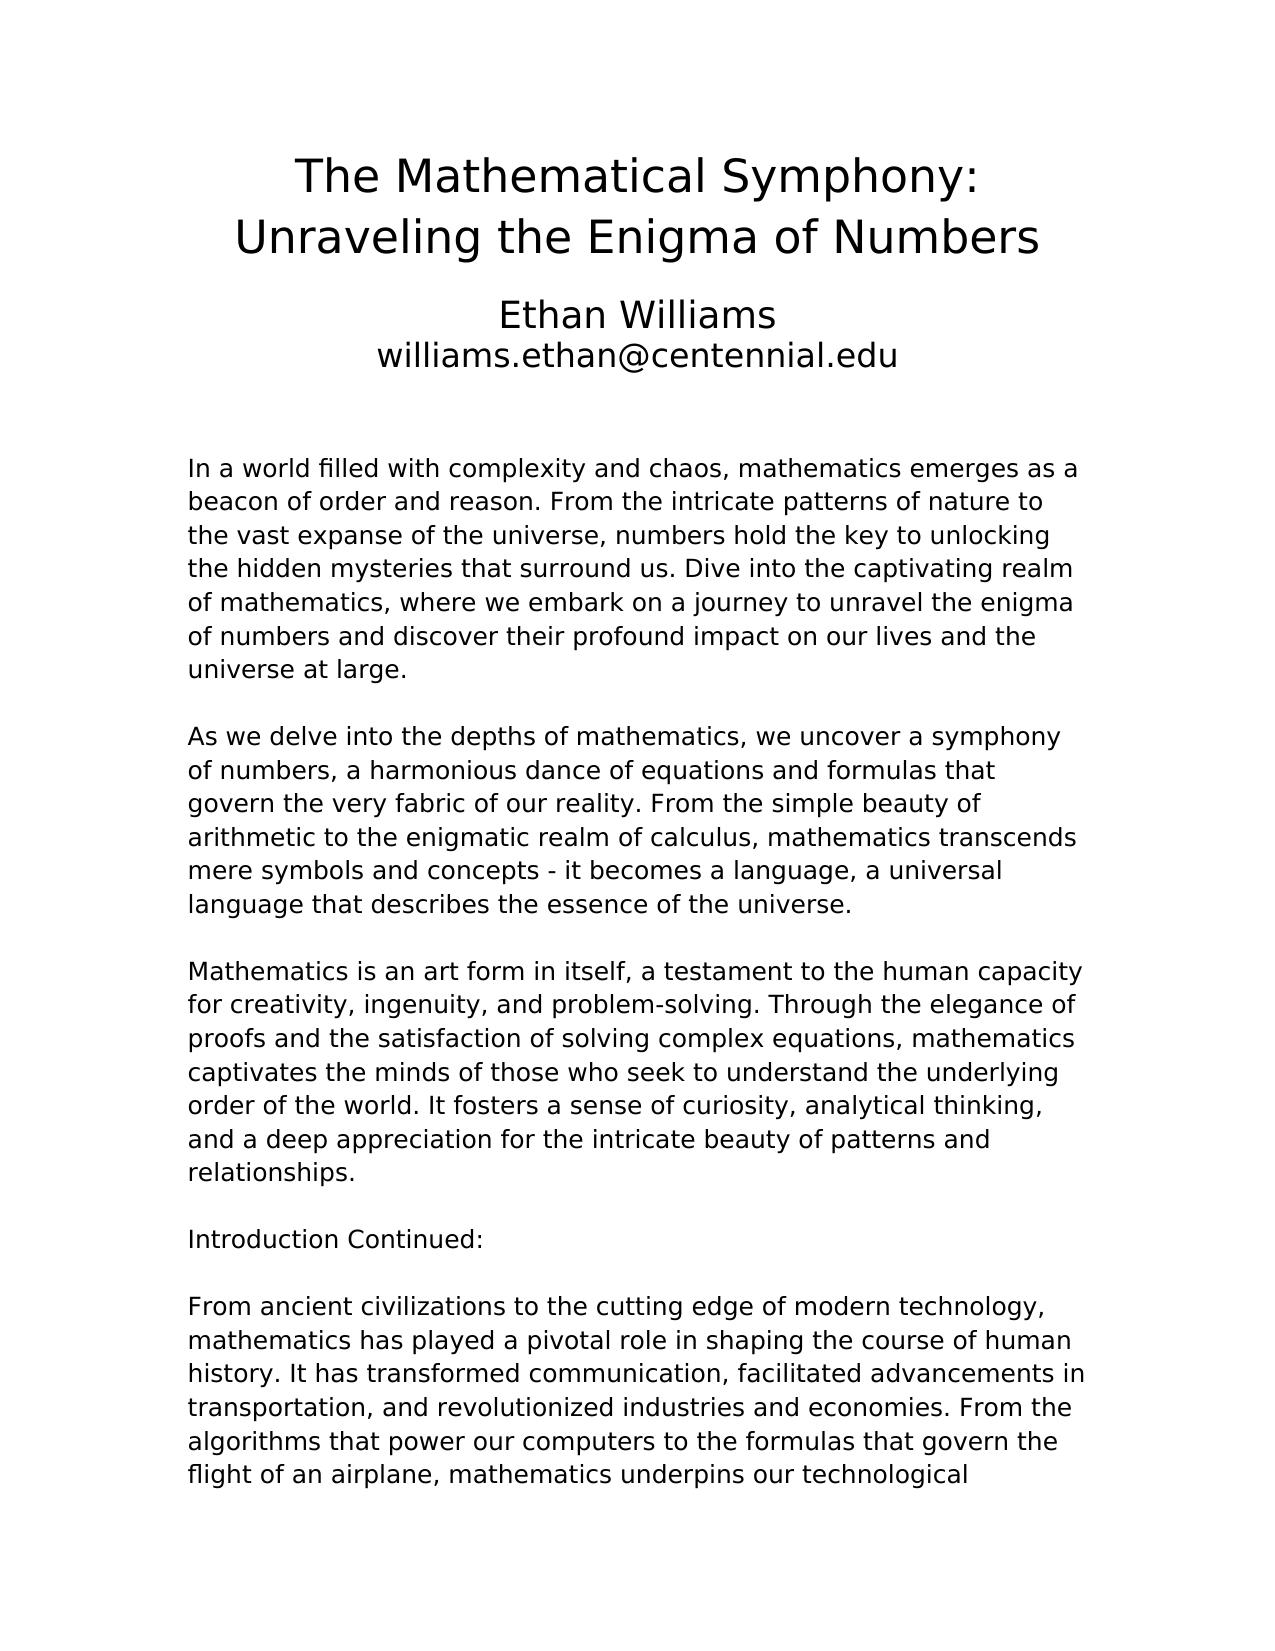 The Mathematical Symphony:
Unraveling the Enigma of Numbers
Ethan Williams
williams.ethan@centennial.edu
In a world filled with complexity and chaos, mathematics emerges as a
beacon of order and reason. From the intricate patterns of nature to
the vast expanse of the universe, numbers hold the key to unlocking
the hidden mysteries that surround us. Dive into the captivating realm
of mathematics, where we embark on a journey to unravel the enigma
of numbers and discover their profound impact on our lives and the
universe at large.
As we delve into the depths of mathematics, we uncover a symphony
of numbers, a harmonious dance of equations and formulas that
govern the very fabric of our reality. From the simple beauty of
arithmetic to the enigmatic realm of calculus, mathematics transcends
mere symbols and concepts - it becomes a language, a universal
language that describes the essence of the universe.
Mathematics is an art form in itself, a testament to the human capacity
for creativity, ingenuity, and problem-solving. Through the elegance of
proofs and the satisfaction of solving complex equations, mathematics
captivates the minds of those who seek to understand the underlying
order of the world. It fosters a sense of curiosity, analytical thinking,
and a deep appreciation for the intricate beauty of patterns and
relationships.
Introduction Continued:
From ancient civilizations to the cutting edge of modern technology,
mathematics has played a pivotal role in shaping the course of human
history. It has transformed communication, facilitated advancements in
transportation, and revolutionized industries and economies. From the
algorithms that power our computers to the formulas that govern the
flight of an airplane, mathematics underpins our technological